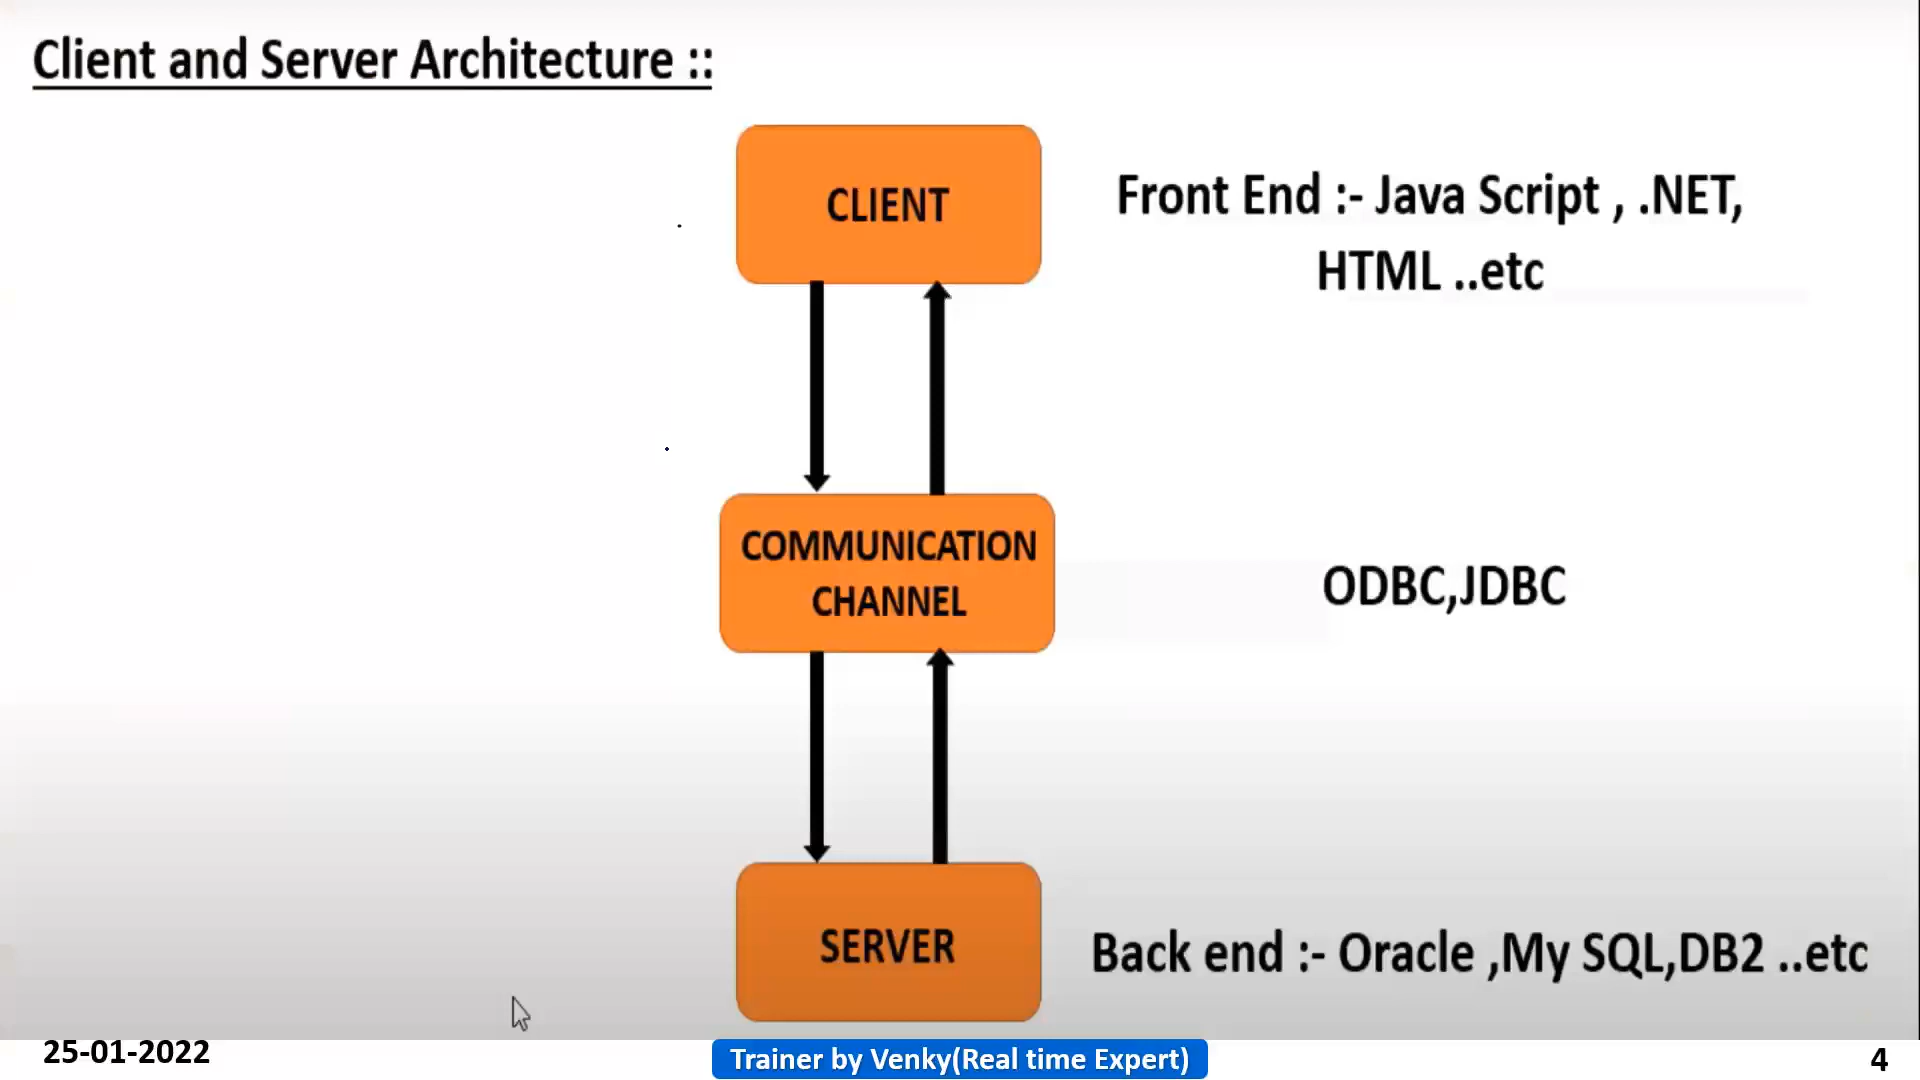 Client and Server Architecture ::
CLIENT
Front End :- Java Script , .NET,
HTML ..etc
COMMUNICATION
CHANNEL
ODBC,JDBC
SERVER
Back end :- Oracle ,My SQL,DB2 ..etc
25-01-2022
Trainer by Venky(Real time Expert)
4